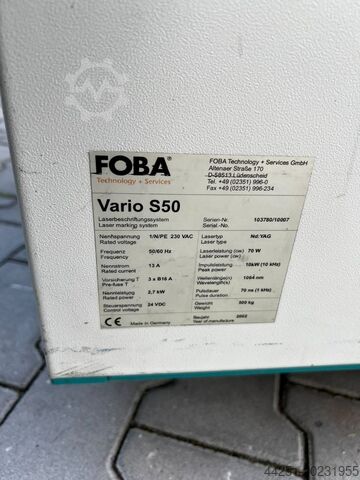 FOBA®
Technology + Services
FOBA Technology + Services GmbH
Altenaer Straße 170
D-58513 Lüdenscheid
Tel. +49 (02351) 996-0
Fax +49 (02351) 996-234
Vario S50
Laserbeschriftungssystem
Laser marking system
Serien-Nr. 103780/10007
Serial.-No.
Nennspannung 1/N/PE 230 VAC
Rated voltage
Lasertyp Nd:YAG
Laser type
Frequenz 50/60 Hz
Frequency
Laserleistung (cw) 70 W
Laser power (cw)
Nennstrom 13 A
Rated current
Impulsleistung 10kW (10 kHz)
Peak power
Vorsicherung T 3 x B16 A
Pre-fuse T
Wellenlänge(n) 1064 nm
Wavelength(s)
Nennleistung 2,7 kW
Rated power
Pulsdauer 70 ns (1 kHz)
Pulse duration
Steuerspannung 24 VDC
Control voltage
Gewicht 500 kg
Weight
CE Made in Germany
Baujahr 2002
Year of manufacture
44251-20231955